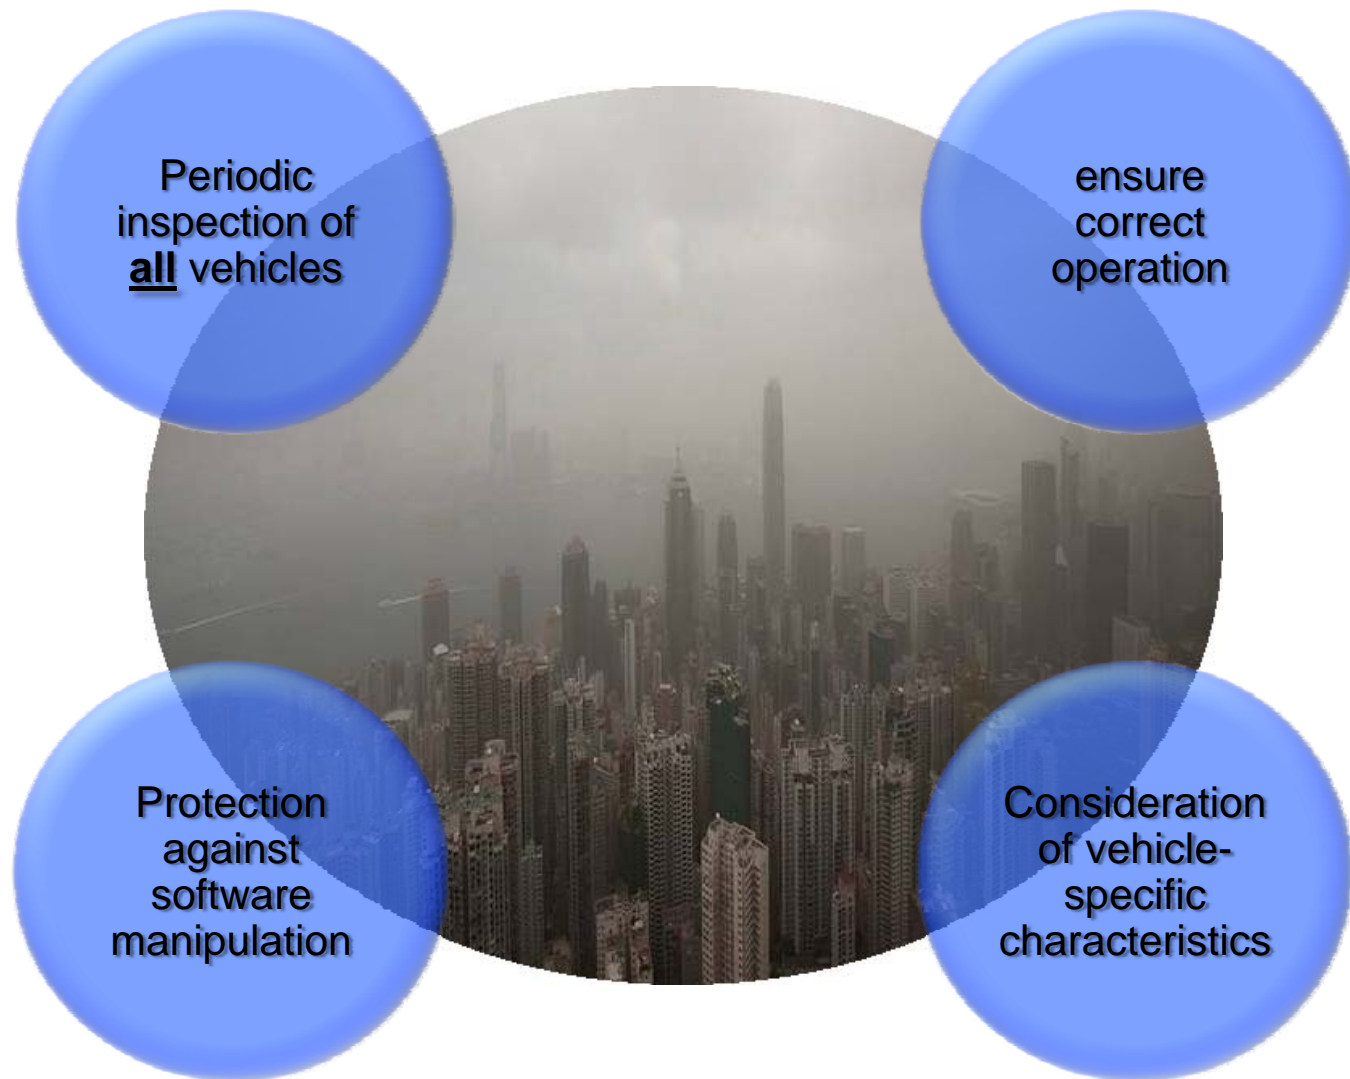 Periodic
inspection of
all vehicles
ensure
correct
operation
Protection
against
software
manipulation
Consideration
of vehicle-
specific
characteristics